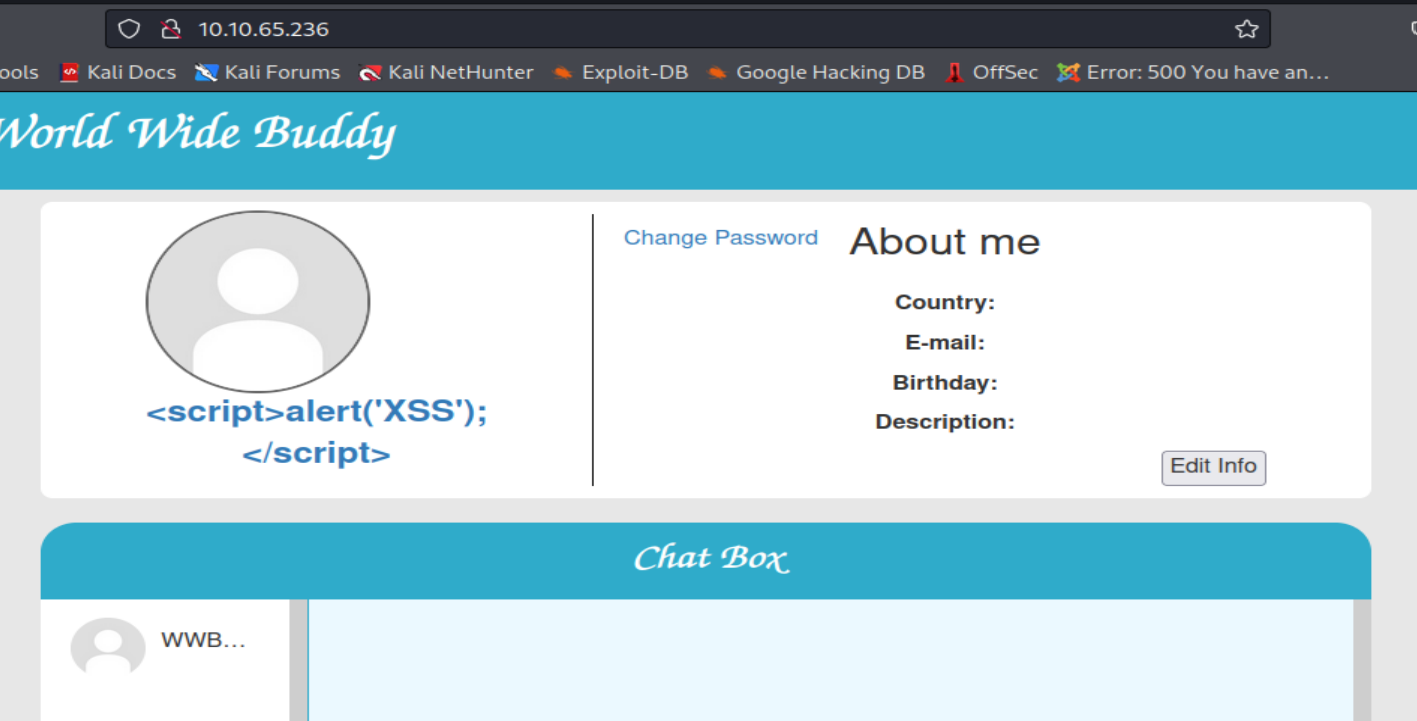 10.10.65.236
ools Kali Docs Kali Forums Kali NetHunter Exploit-DB Google Hacking DB OffSec Error: 500 You have an...
World Wide Buddy
Change Password
About me
Country:
E-mail:
Birthday:
Description:
Edit Info
<script>alert('XSS');
</script>
Chat Box
WWB...